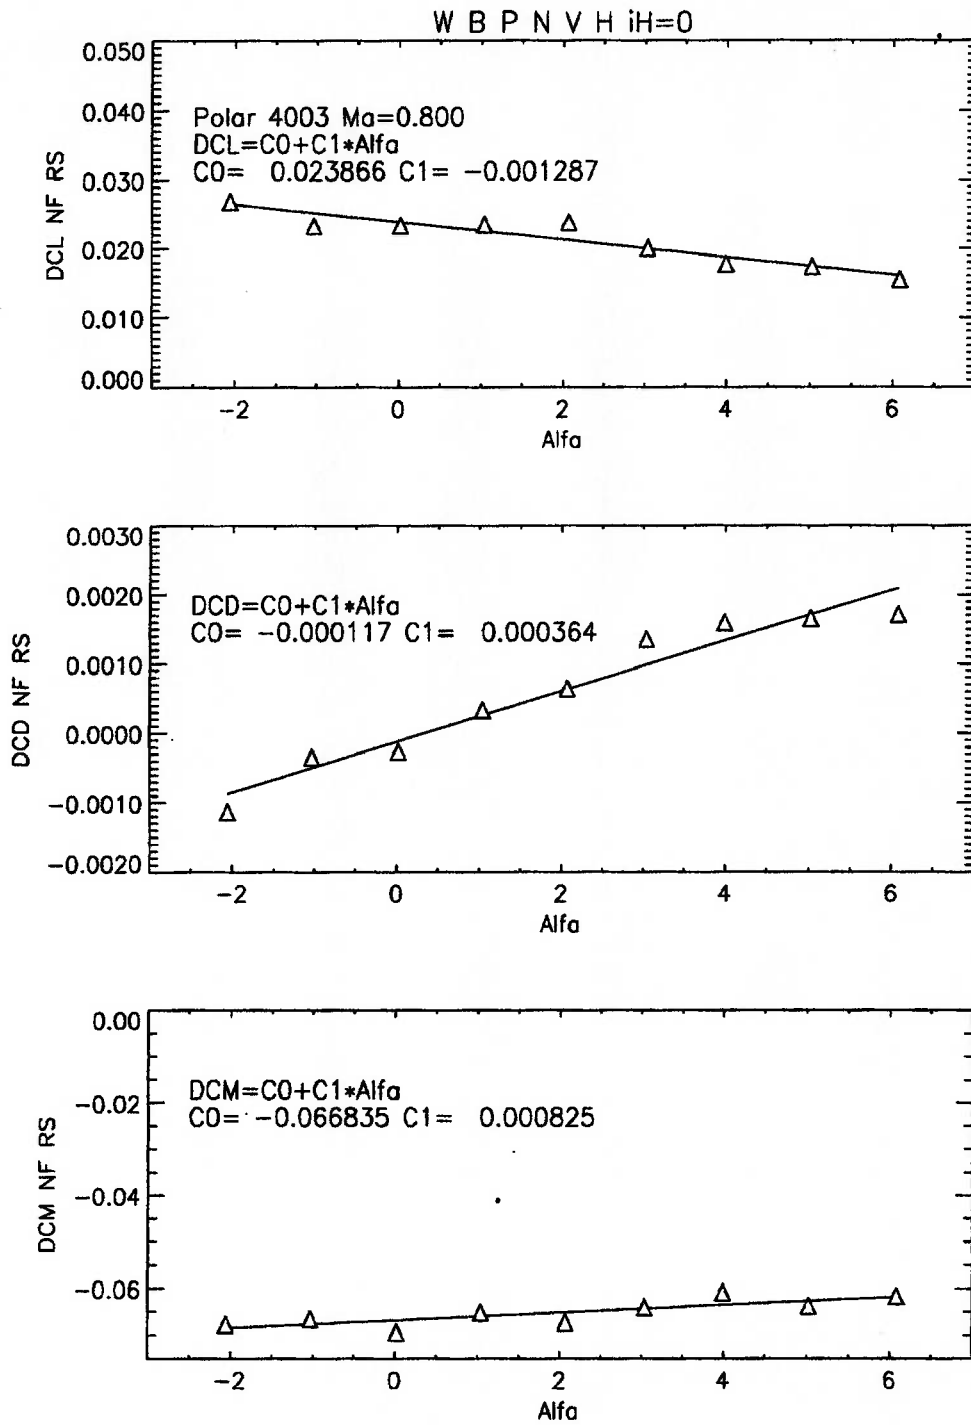 W B P N V H iH=0
0.050
0.040
0.030
0.020
0.010
0.000
DCL NF RS
Polar 4003 Ma=0.800
DCL=C0+C1*Alfa
C0= 0.023866 C1= -0.001287
-2 0 2 4 6
Alfa
0.0030
0.0020
0.0010
0.0000
-0.0010
-0.0020
DCD NF RS
DCD=C0+C1*Alfa
C0= -0.000117 C1= 0.000364
-2 0 2 4 6
Alfa
0.00
-0.02
-0.04
-0.06
DCM NF RS
DCM=C0+C1*Alfa
C0= -0.066835 C1= 0.000825
-2 0 2 4 6
Alfa